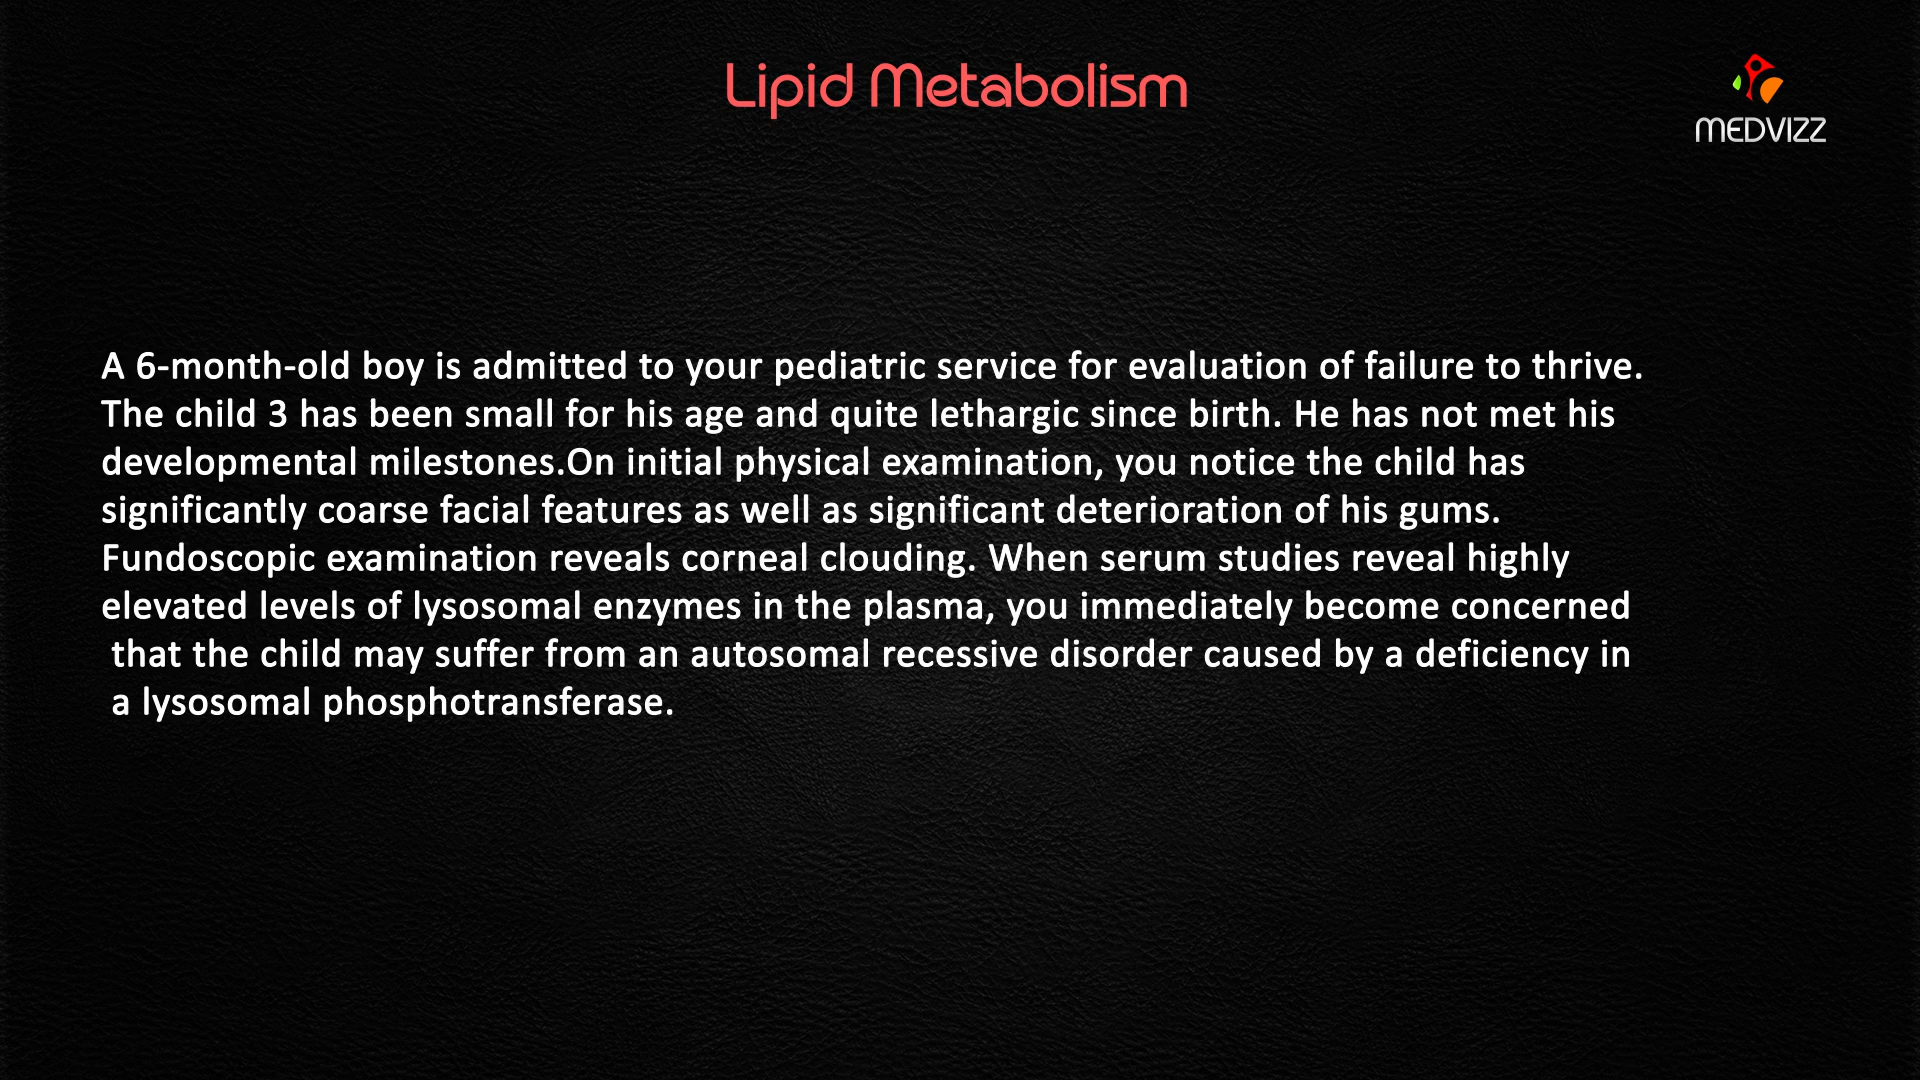 Lipid Metabolism
MEDVIZZ
A 6-month-old boy is admitted to your pediatric service for evaluation of failure to thrive.
The child 3 has been small for his age and quite lethargic since birth. He has not met his
developmental milestones.On initial physical examination, you notice the child has
significantly coarse facial features as well as significant deterioration of his gums.
Fundoscopic examination reveals corneal clouding. When serum studies reveal highly
elevated levels of lysosomal enzymes in the plasma, you immediately become concerned
that the child may suffer from an autosomal recessive disorder caused by a deficiency in
a lysosomal phosphotransferase.